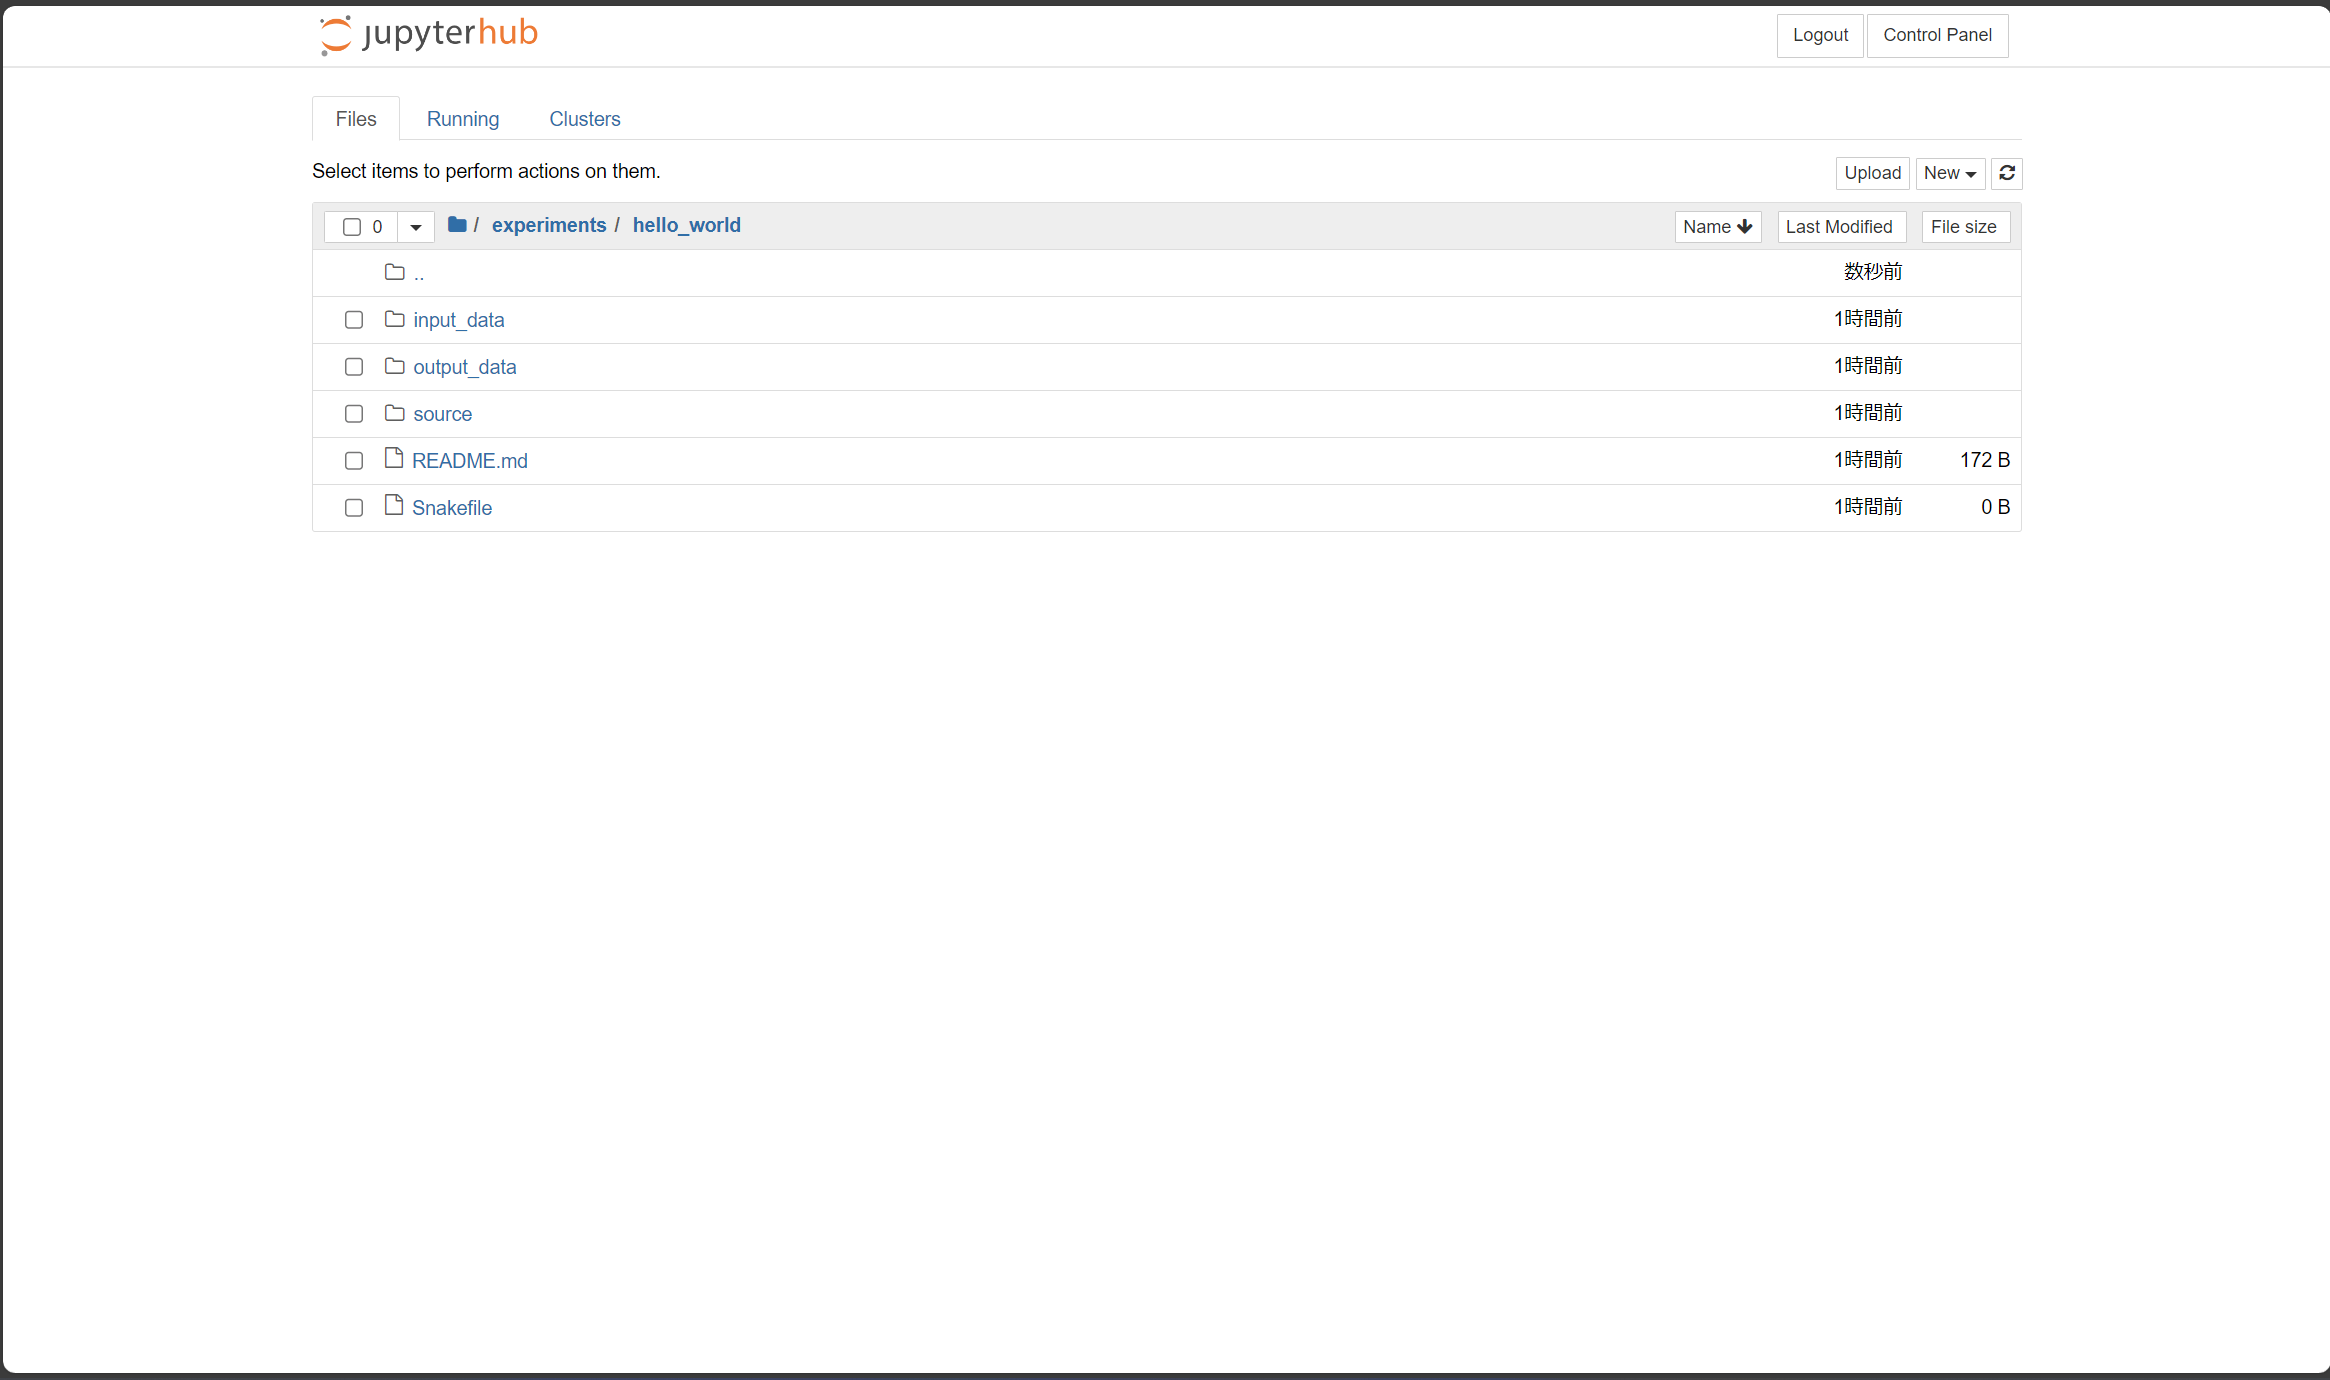 jupyterhub Logout Control Panel
Files Running Clusters
Select items to perform actions on them. Upload New
0 / experiments / hello_world Name Last Modified File size
.. 数秒前
input_data 1時間前
output_data 1時間前
source 1時間前
README.md 1時間前 172 B
Snakefile 1時間前 0 B